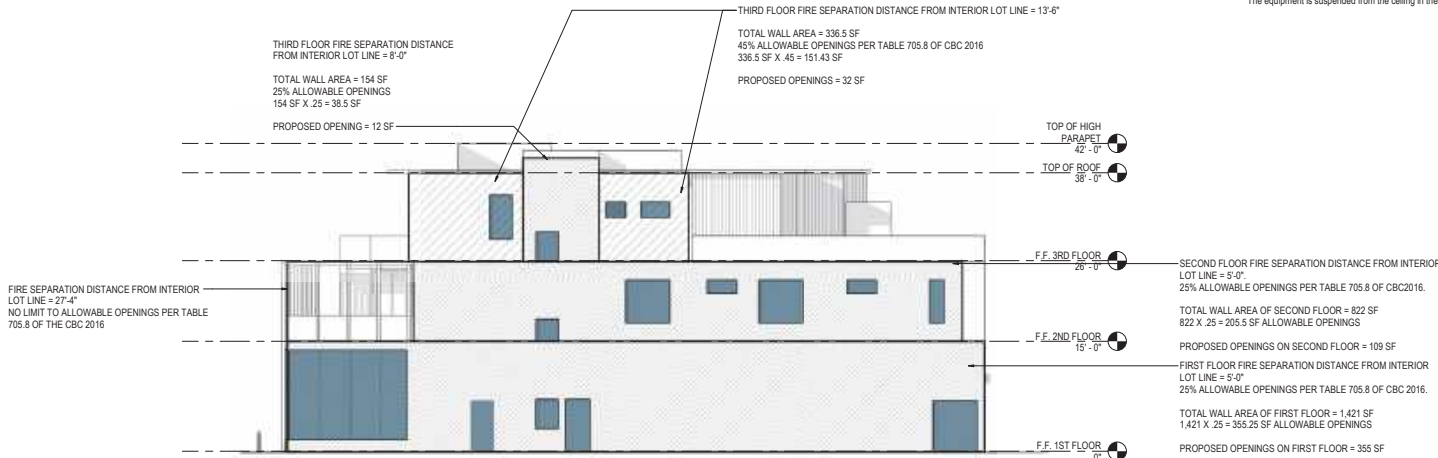 The equipment is suspended from the ceiling in the
THIRD FLOOR FIRE SEPARATION DISTANCE FROM INTERIOR LOT LINE = 13'-6"
TOTAL WALL AREA = 336.5 SF
45% ALLOWABLE OPENINGS PER TABLE 705.8 OF CBC 2016
336.5 SF X .45 = 151.43 SF
PROPOSED OPENINGS = 32 SF
THIRD FLOOR FIRE SEPARATION DISTANCE
FROM INTERIOR LOT LINE = 8'-0"
TOTAL WALL AREA = 154 SF
25% ALLOWABLE OPENINGS
154 SF X .25 = 38.5 SF
PROPOSED OPENING = 12 SF
TOP OF HIGH
PARAPET
42' - 0"
TOP OF ROOF
38' - 0"
F.F. 3RD FLOOR
26' - 0"
SECOND FLOOR FIRE SEPARATION DISTANCE FROM INTERIOR
LOT LINE = 5'-0".
25% ALLOWABLE OPENINGS PER TABLE 705.8 OF CBC2016.
TOTAL WALL AREA OF SECOND FLOOR = 822 SF
822 X .25 = 205.5 SF ALLOWABLE OPENINGS
PROPOSED OPENINGS ON SECOND FLOOR = 109 SF
FIRE SEPARATION DISTANCE FROM INTERIOR
LOT LINE = 27'-4"
NO LIMIT TO ALLOWABLE OPENINGS PER TABLE
705.8 OF THE CBC 2016
F.F. 2ND FLOOR
15' - 0"
FIRST FLOOR FIRE SEPARATION DISTANCE FROM INTERIOR
LOT LINE = 5'-0"
25% ALLOWABLE OPENINGS PER TABLE 705.8 OF CBC 2016.
TOTAL WALL AREA OF FIRST FLOOR = 1,421 SF
1,421 X .25 = 355.25 SF ALLOWABLE OPENINGS
PROPOSED OPENINGS ON FIRST FLOOR = 355 SF
F.F. 1ST FLOOR
0"